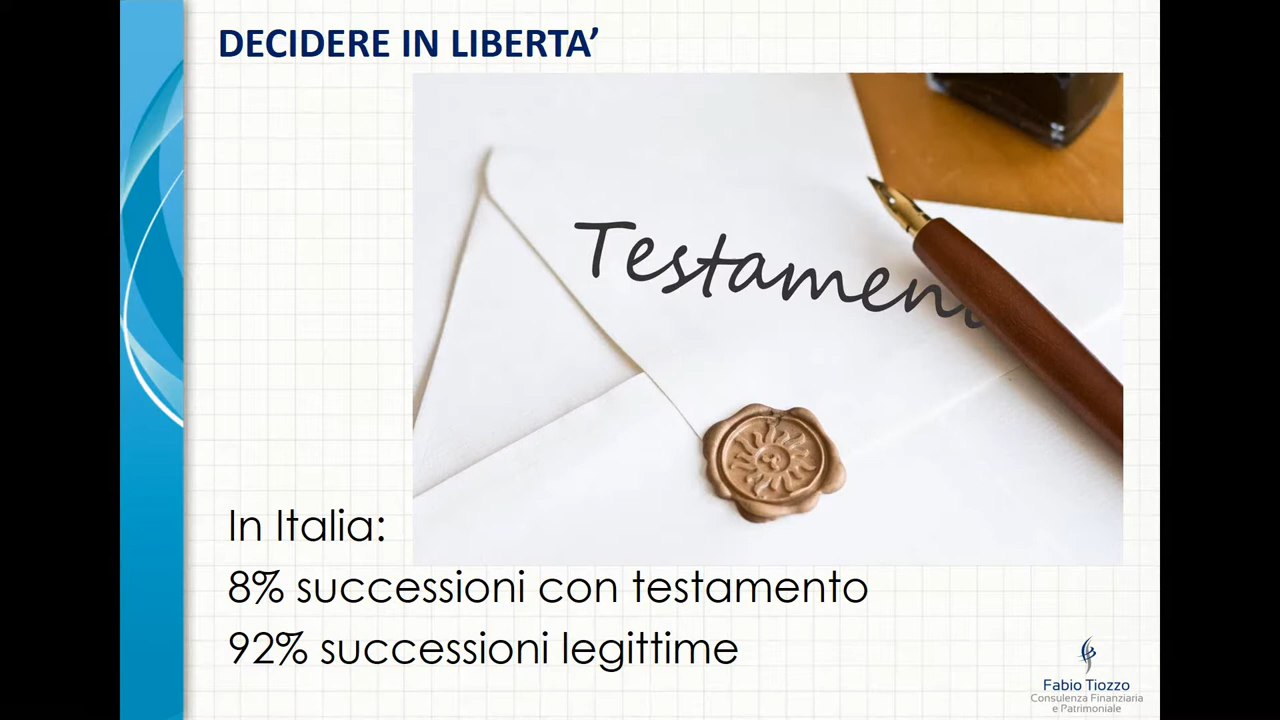 DECIDERE IN LIBERTA’
Testament
In Italia:
8% successioni con testamento
92% successioni legittime
Fabio Tiozzo
Consulenza Finanziaria
e Patrimoniale